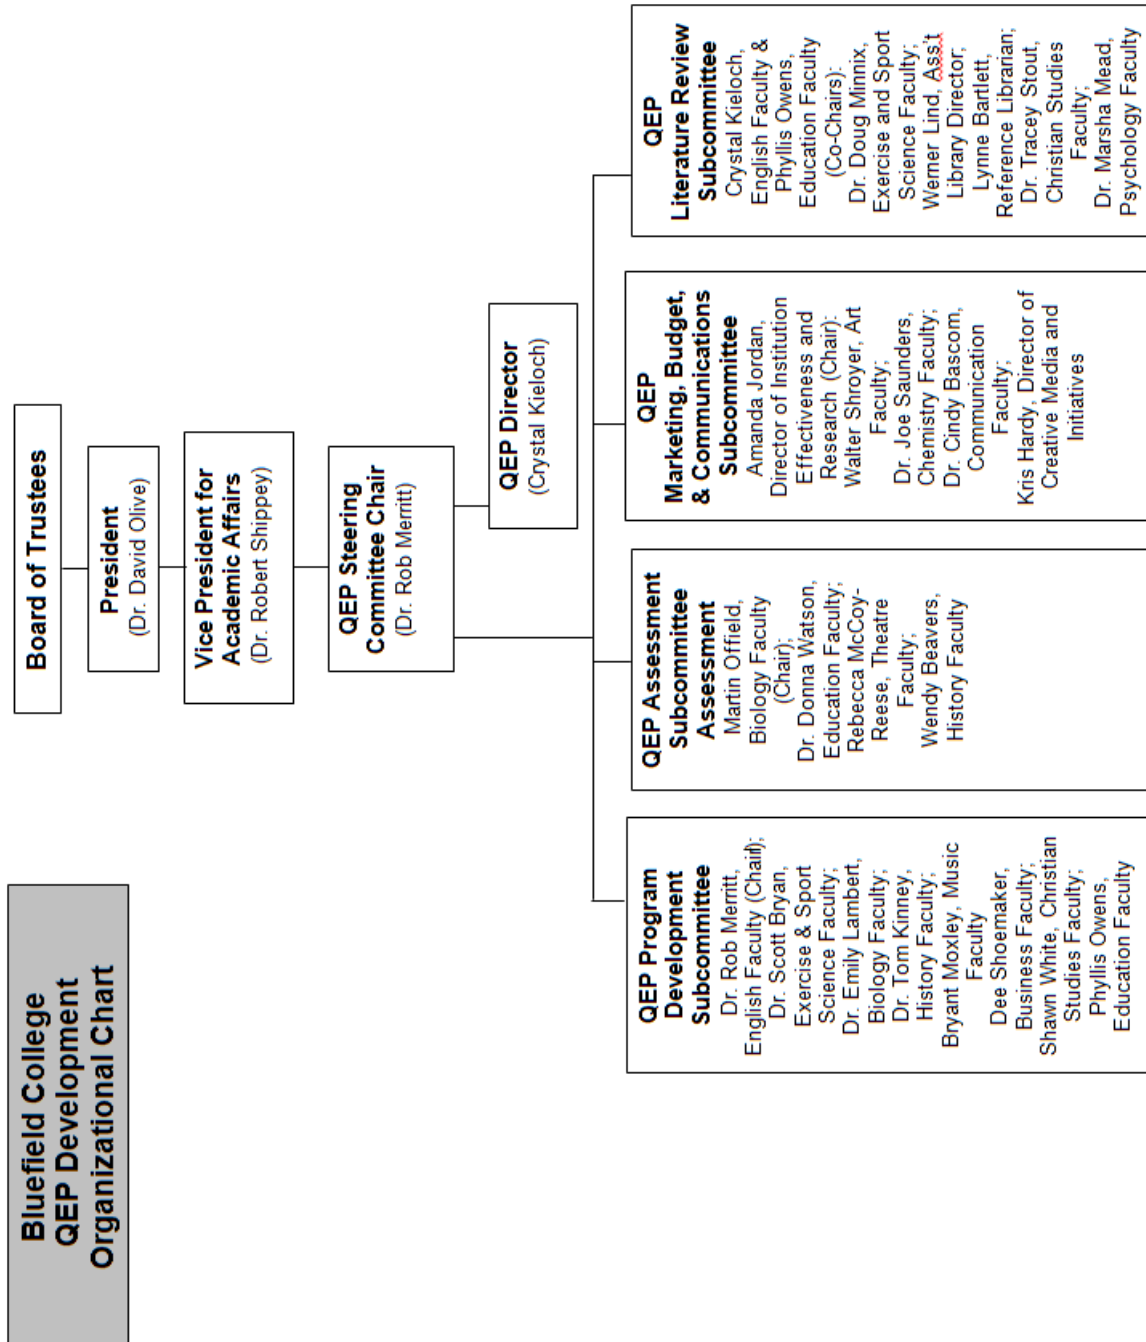 Bluefield College
QEP Development
Organizational Chart
Board of Trustees
President
(Dr. David Olive)
Vice President for
Academic Affairs
(Dr. Robert Shippey)
QEP Steering
Committee Chair
(Dr. Rob Merritt)
QEP Director
(Crystal Kieloch)
QEP Program
Development
Subcommittee
Dr. Rob Merritt,
English Faculty (Chair);
Dr. Scott Bryan,
Exercise & Sport
Science Faculty;
Dr. Emily Lambert,
Biology Faculty;
Dr. Tom Kinney,
History Faculty;
Bryant Moxley, Music
Faculty
Dee Shoemaker,
Business Faculty;
Shawn White, Christian
Studies Faculty;
Phyllis Owens,
Education Faculty
QEP Assessment
Subcommittee
Assessment
Martin Offield,
Biology Faculty
(Chair);
Dr. Donna Watson,
Education Faculty;
Rebecca McCoy-
Reese, Theatre
Faculty;
Wendy Beavers,
History Faculty
QEP
Marketing, Budget,
& Communications
Subcommittee
Amanda Jordan,
Director of Institution
Effectiveness and
Research (Chair):
Walter Shroyer, Art
Faculty;
Dr. Joe Saunders,
Chemistry Faculty;
Dr. Cindy Bascom,
Communication
Faculty;
Kris Hardy, Director of
Creative Media and
Initiatives
QEP
Literature Review
Subcommittee
Crystal Kieloch,
English Faculty &
Phyllis Owens,
Education Faculty
(Co-Chairs):
Dr. Doug Minnix,
Exercise and Sport
Science Faculty;
Werner Lind, Ass't
Library Director;
Lynne Bartlett,
Reference Librarian;
Dr. Tracey Stout,
Christian Studies
Faculty;
Dr. Marsha Mead,
Psychology Faculty